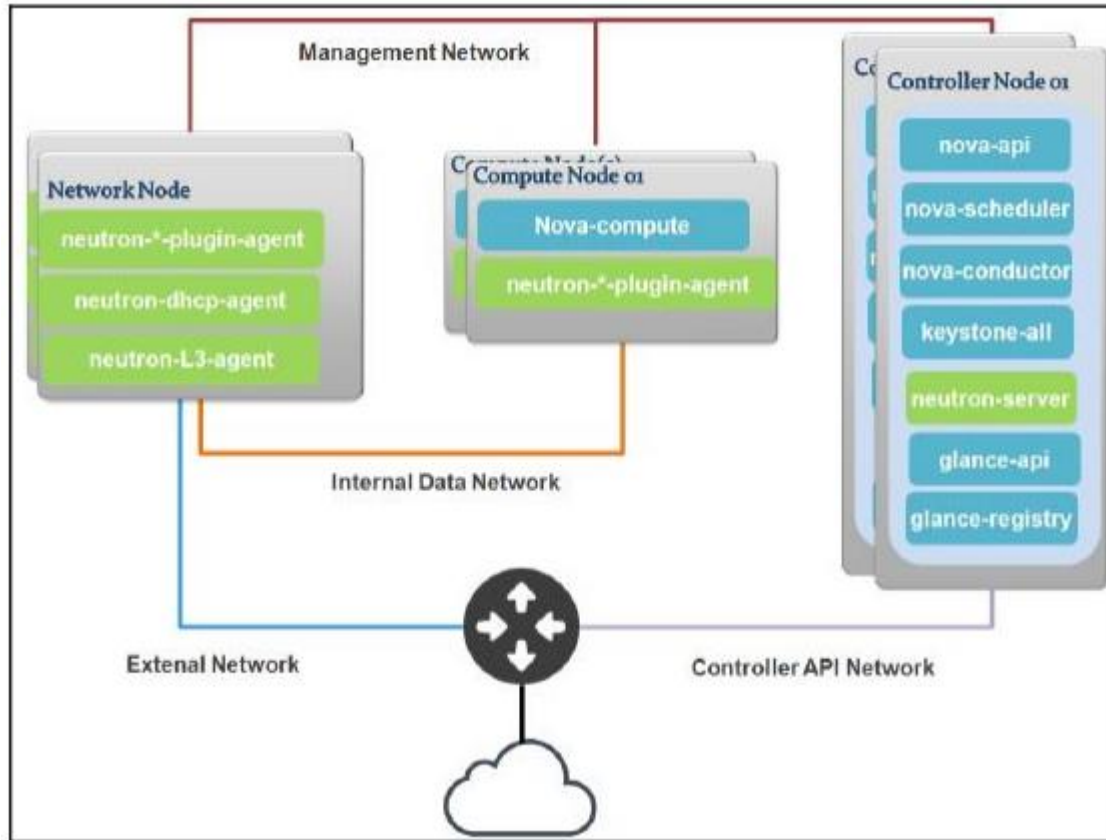 Management Network
Controller Node 01
nova-api
nova-scheduler
nova-conductor
keystone-all
neutron-server
glance-api
glance-registry
Network Node
neutron-*-plugin-agent
neutron-dhcp-agent
neutron-L3-agent
Compute Node(s)
Compute Node 01
Nova-compute
neutron-*-plugin-agent
Internal Data Network
Extenal Network
Controller API Network